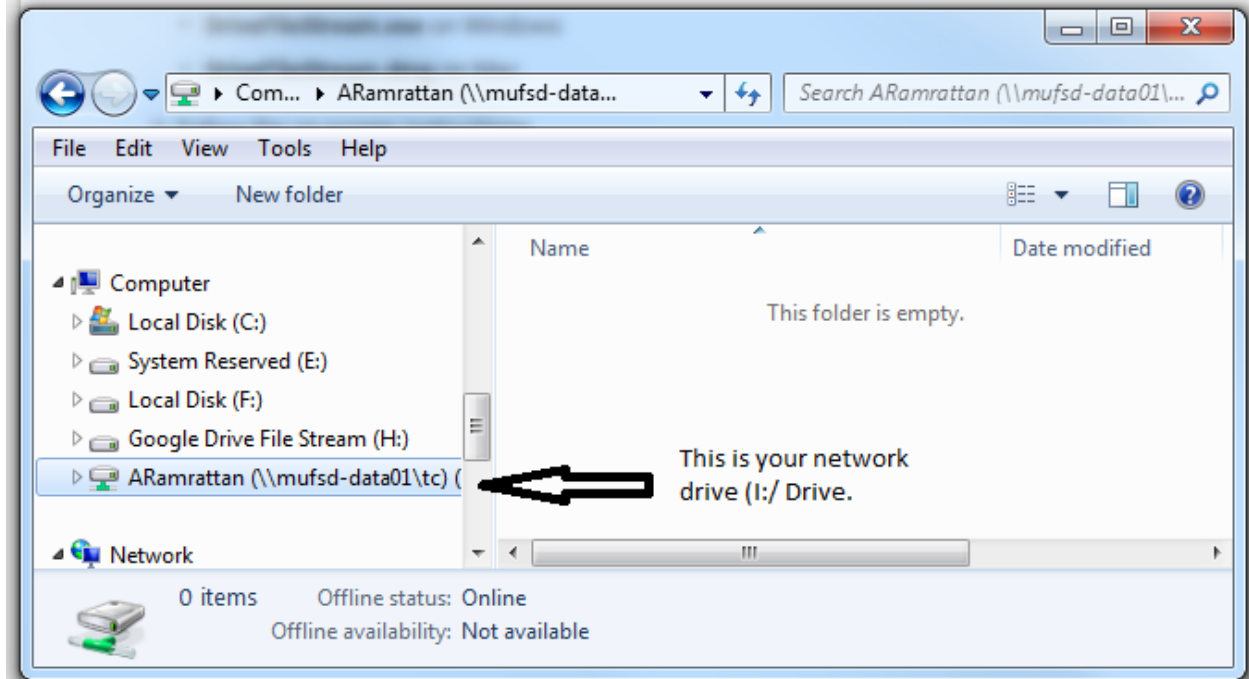 Com... ARamrattan (\\mufsd-data...
Search ARamrattan (\\mufsd-data01\...
File Edit View Tools Help
Organize New folder
Name Date modified
This folder is empty.
Computer
Local Disk (C:)
System Reserved (E:)
Local Disk (F:)
Google Drive File Stream (H:)
ARamrattan (\\mufsd-data01\tc) (
Network
This is your network
drive (I:/ Drive.
0 items Offline status: Online
Offline availability: Not available